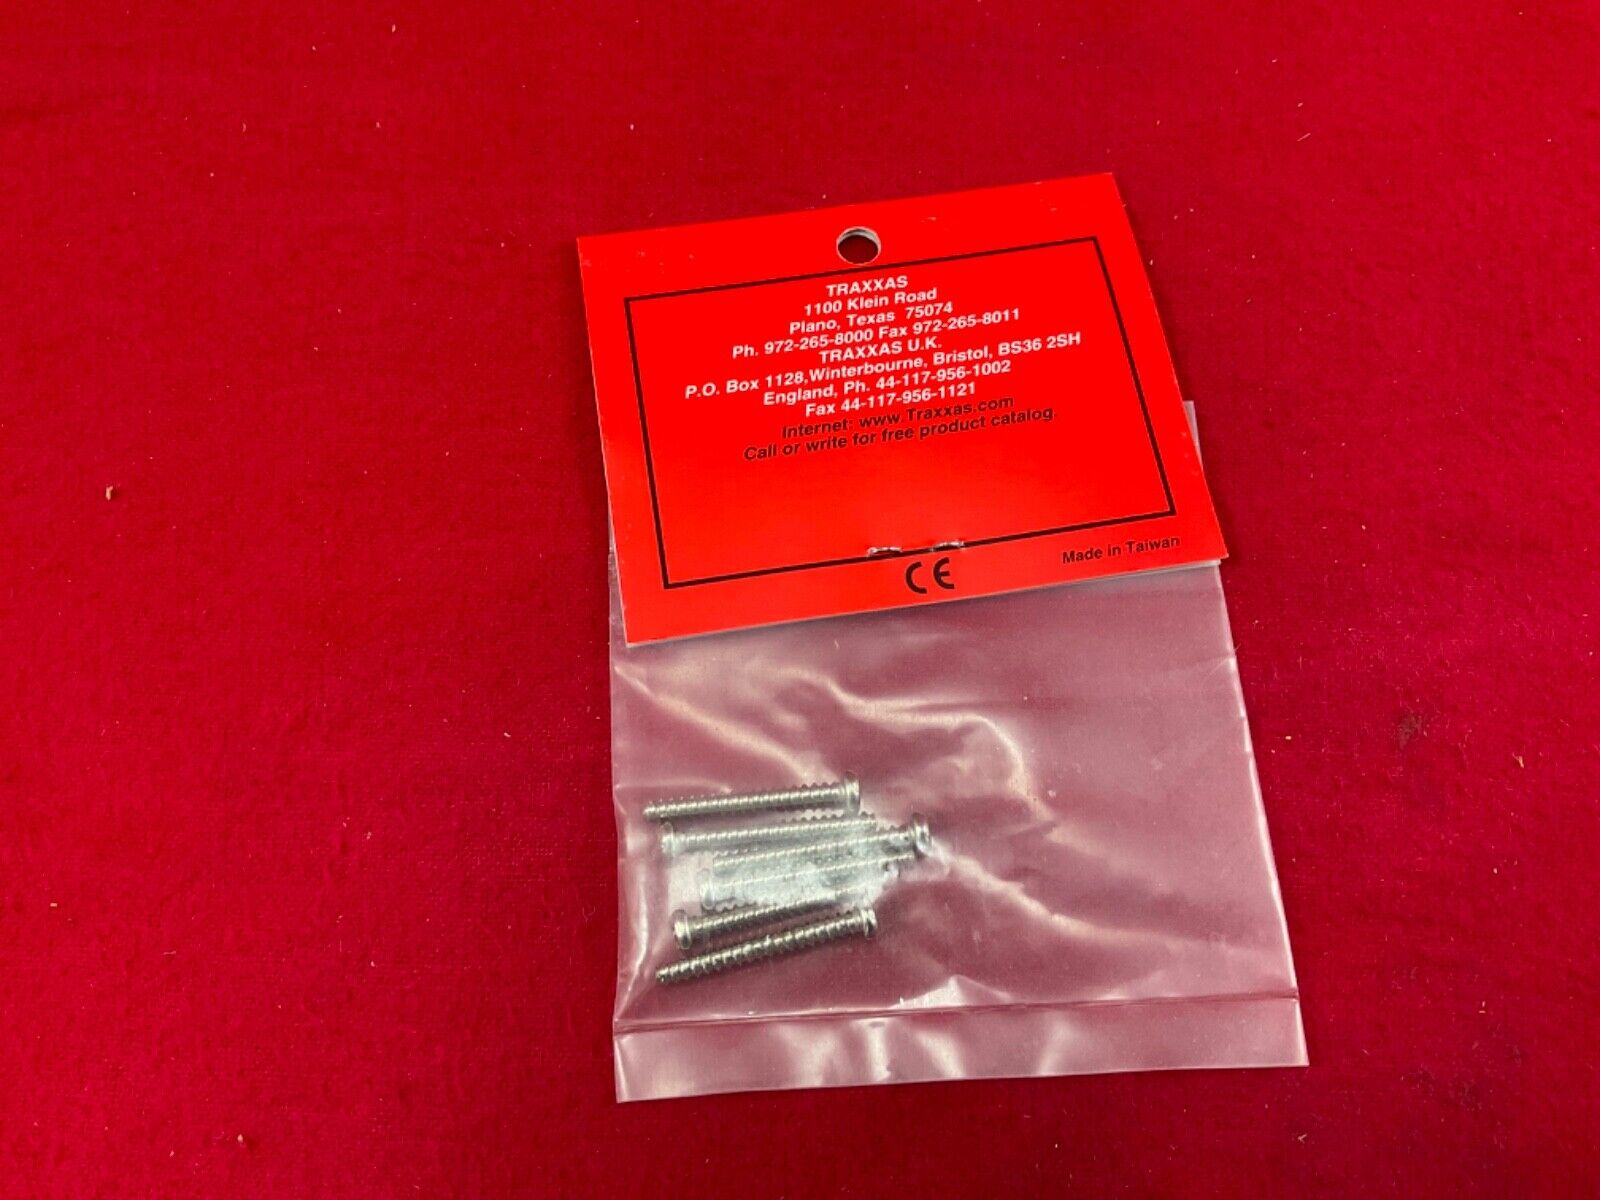 TRAXXAS
1100 Klein Road
Plano, Texas 75074
Ph. 972-265-8000 Fax 972-265-8011
TRAXXAS U.K.
P.O. Box 1128,Winterbourne, Bristol, BS36 2SH
England, Ph. 44-117-956-1002
Fax 44-117-956-1121
Internet: www.Traxxas.com
Call or write for free product catalog.
CE
Made in Taiwan